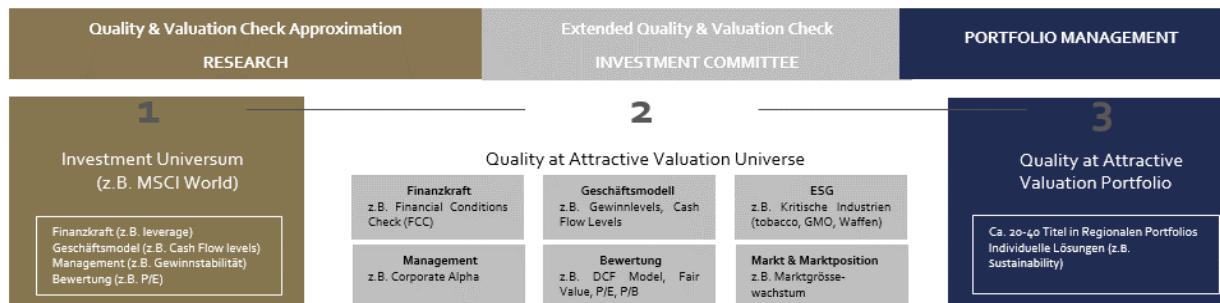 Quality & Valuation Check Approximation
RESEARCH
Extended Quality & Valuation Check
INVESTMENT COMMITTEE
PORTFOLIO MANAGEMENT
1
Investment Universum
(z.B. MSCI World)
Finanzkraft (z.B. leverage)
Geschäftsmodel (z.B. Cash Flow levels)
Management (z.B. Gewinnstabilität)
Bewertung (z.B. P/E)
2
Quality at Attractive Valuation Universe
Finanzkraft
z.B. Financial Conditions
Check (FCC)
Geschäftsmodell
z.B. Gewinnlevels, Cash
Flow Levels
ESG
z.B. Kritische Industrien
(tobacco, GMO, Waffen)
Management
z.B. Corporate Alpha
Bewertung
z.B. DCF Model, Fair
Value, P/E, P/B
Markt & Marktposition
z.B. Marktgrösse-
wachstum
3
Quality at Attractive
Valuation Portfolio
Ca. 20-40 Titel in Regionalen Portfolios
Individuelle Lösungen (z.B.
Sustainability)